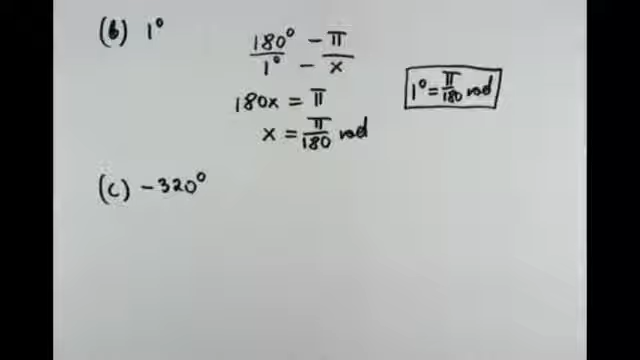 (b) 1°
180° — π
1° — x
180x = π
x = π/180 rad
1° = π/180 rad
(c) -320°